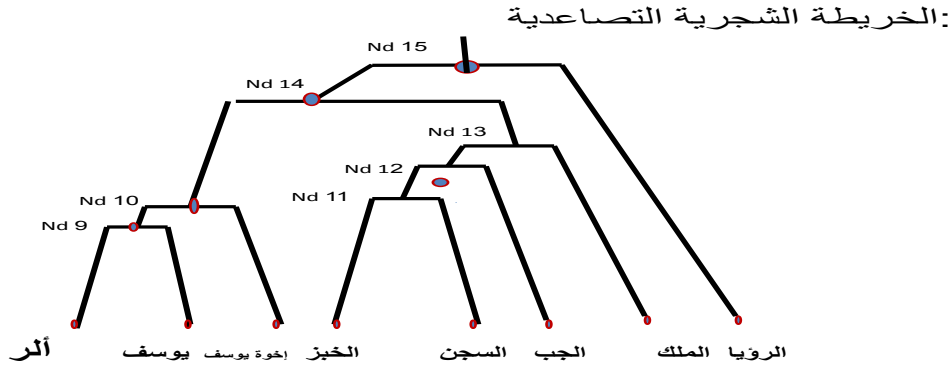 الخريطة الشجرية التصاعدية:
Nd 15
Nd 14
Nd 13
Nd 12
Nd 11
Nd 10
Nd 9
ألر يوسف إخوة يوسف الخبز السجن الجب الملك الرؤيا